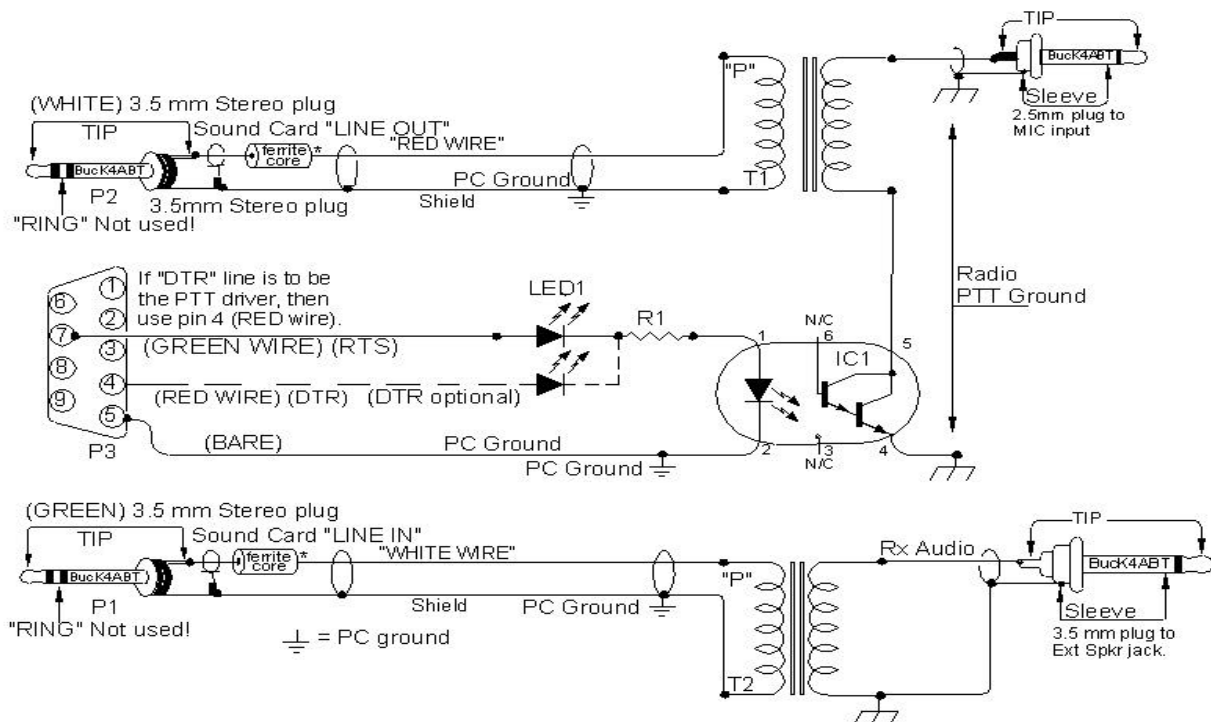 TIP
"P"
BucK4ABT
(WHITE) 3.5 mm Stereo plug
Sleeve
TIP
Sound Card "LINE OUT"
2.5mm plug to
MIC input
ferrite
core
*
"RED WIRE"
BucK4ABT
PC Ground
T1
P2
3.5mm Stereo plug
Shield
"RING" Not used!
If "DTR" line is to be
the PTT driver, then
use pin 4 (RED wire).
LED1
Radio
PTT Ground
1
6
2
R1
N/C
7
(GREEN WIRE) (RTS)
1
6
IC1
5
3
8
4
(RED WIRE) (DTR)
(DTR optional)
9
5
(BARE)
PC Ground
P3
PC Ground
2
3
4
N/C
(GREEN) 3.5 mm Stereo plug
TIP
TIP
Sound Card "LINE IN"
ferrite
core
*
"WHITE WIRE"
Rx Audio
BucK4ABT
"P"
BucK4ABT
P1
Shield
PC Ground
Sleeve
"RING" Not used!
= PC ground
3.5 mm plug to
Ext Spkr jack.
T2